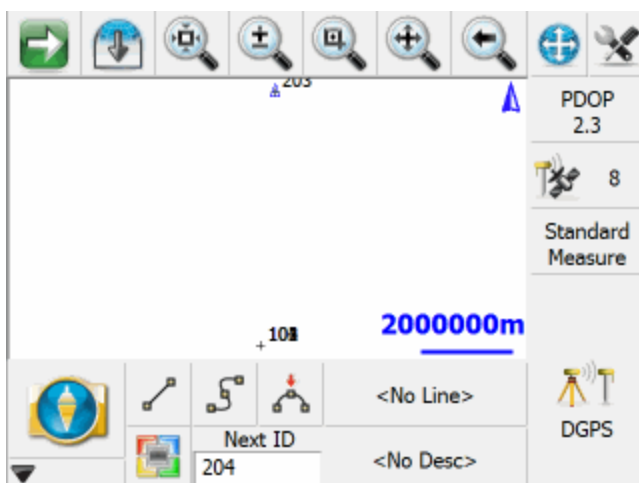 203
PDOP
2.3
8
Standard
Measure
2000000m
<No Line>
DGPS
Next ID
204
<No Desc>